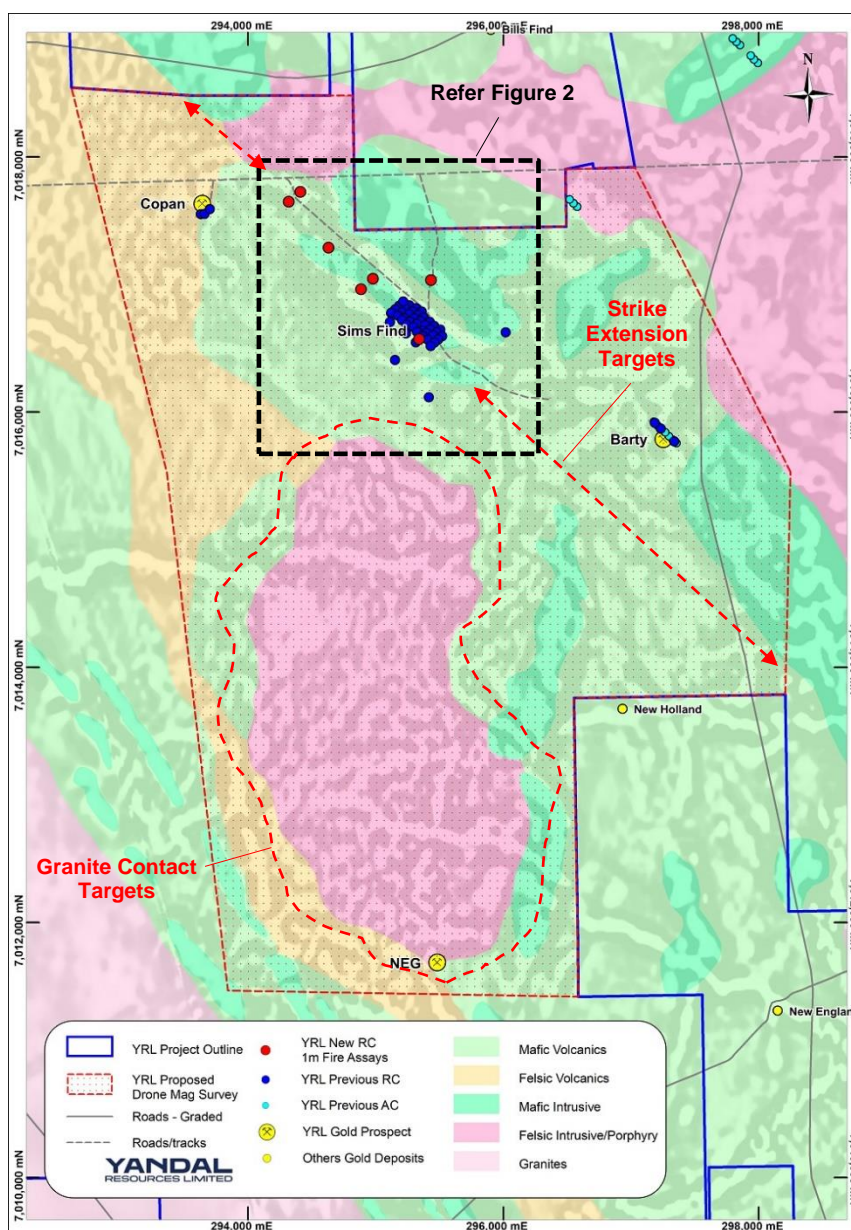 294,000 mE
296,000 mE
298,000 mE
Bills Find
N
Refer Figure 2
7,018,000 mN
Copan
Sims Find
Strike
Extension
Targets
7,016,000 mN
Barty
7,014,000 mN
New Holland
Granite Contact
Targets
7,012,000 mN
NEG
New Englan
YRL Project Outline
YRL Proposed
Drone Mag Survey
Roads - Graded
Roads/tracks
YANDAL
RESOURCES LIMITED
YRL New RC
1m Fire Assays
YRL Previous RC
YRL Previous AC
YRL Gold Prospect
Others Gold Deposits
Mafic Volcanics
Felsic Volcanics
Mafic Intrusive
Felsic Intrusive/Porphyry
Granites
7,010,000 mN
294,000 mE
296,000 mE
298,000 mE